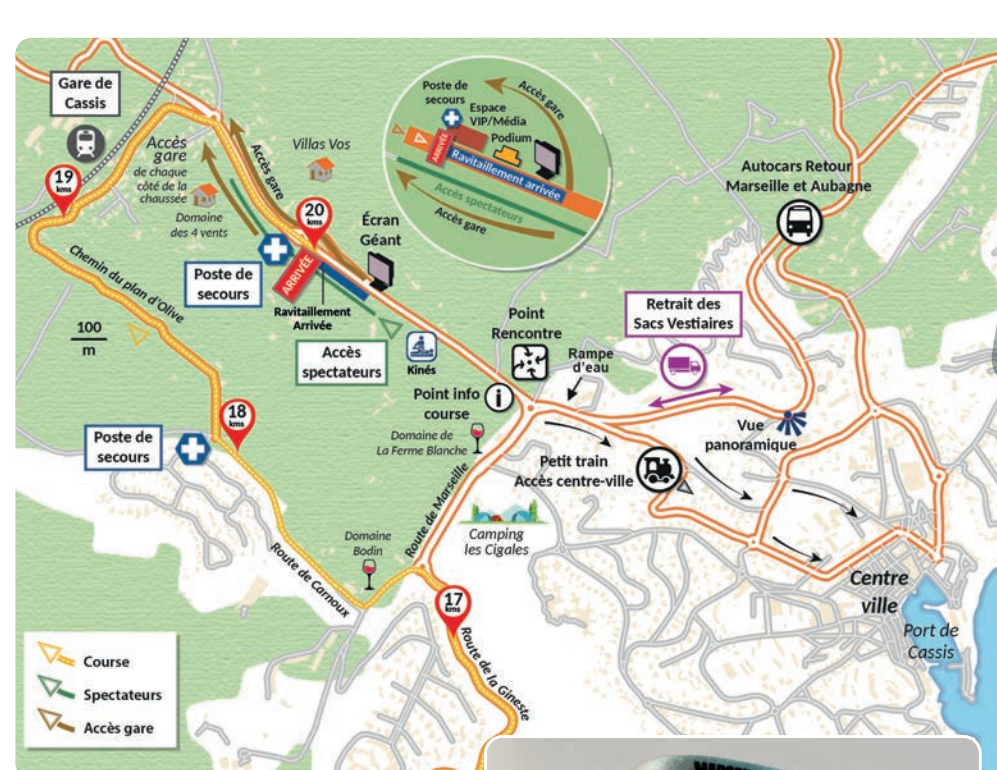 Gare de
Cassis
19
kms
Accès
gare
de chaque
côté de la
chaussée
Domaine
des 4 vents
Accès gare
Villas Vos
20
kms
Écran
Géant
ARRIVÉE
Poste de
secours
Ravitaillement
Arrivée
Accès
spectateurs
Kinés
Poste de
secours
Espace
VIP/Média
Podium
ARRIVÉE
Ravitaillement arrivée
Accès gare
Accès spectateurs
Accès gare
Autocars Retour
Marseille et Aubagne
Chemin du plan d'Olive
100
m
Point
Rencontre
Retrait des
Sacs Vestiaires
Rampe
d'eau
Point info
course
i
Domaine de
La Ferme Blanche
Vue
panoramique
Petit train
Accès centre-ville
18
kms
Poste de
secours
Route de Marseille
Camping
les Cigales
Domaine
Bodin
Route de Carnoux
17
kms
Route de la Gineste
Centre
ville
Port de
Cassis
Course
Spectateurs
Accès gare